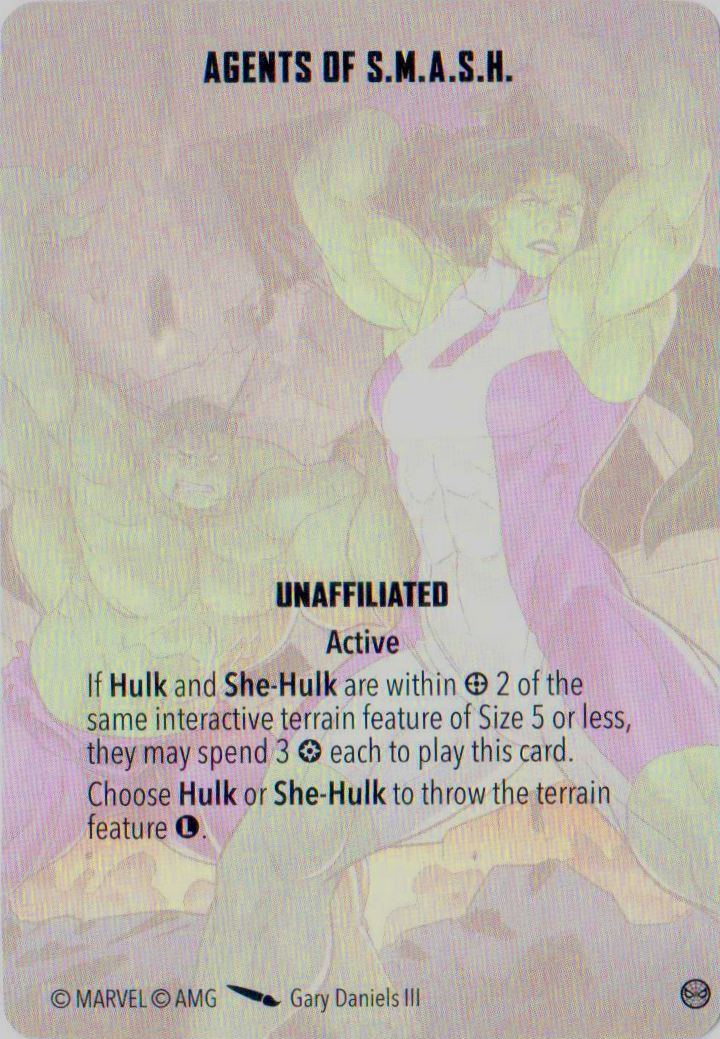 AGENTS OF S.M.A.S.H.
UNAFFILIATED
Active
If Hulk and She-Hulk are within 2 of the
same interactive terrain feature of Size 5 or less,
they may spend 3 each to play this card.
Choose Hulk or She-Hulk to throw the terrain
feature L.
© MARVEL © AMG Gary Daniels III